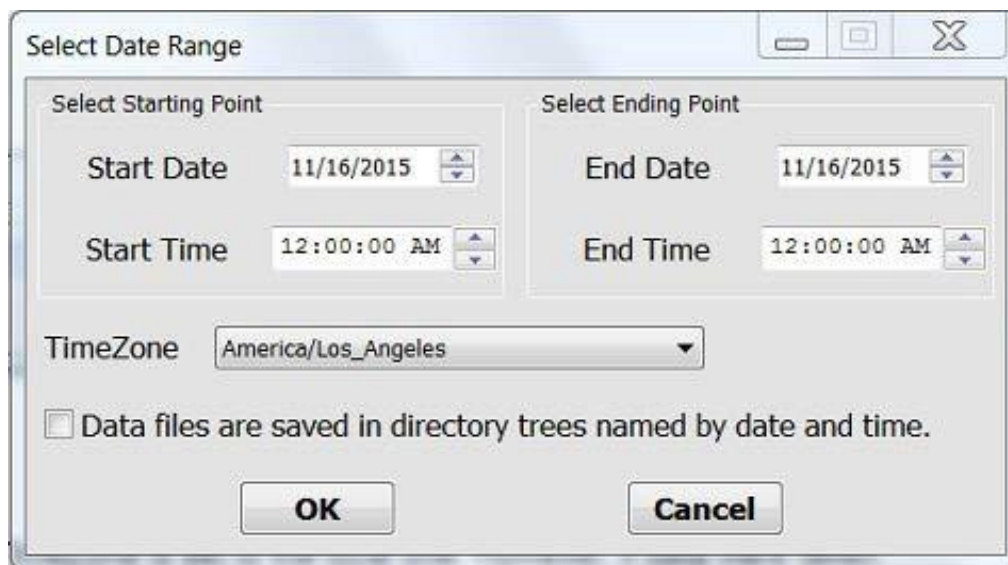 Select Date Range
Select Starting Point
Start Date 11/16/2015
Start Time 12:00:00 AM
Select Ending Point
End Date 11/16/2015
End Time 12:00:00 AM
TimeZone America/Los_Angeles
Data files are saved in directory trees named by date and time.
OK
Cancel